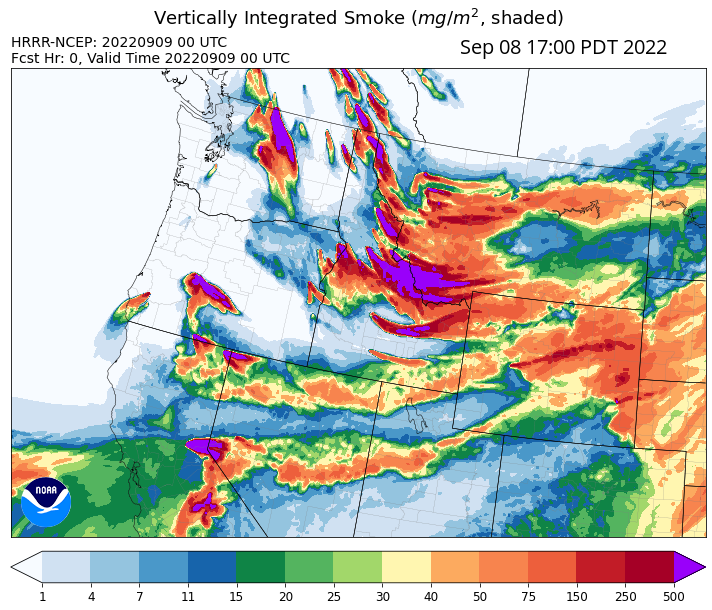 Vertically Integrated Smoke (mg/m², shaded)
HRRR-NCEP: 20220909 00 UTC
Sep 08 17:00 PDT 2022
Fcst Hr: 0, Valid Time 20220909 00 UTC
NOAA
1 4 7 11 15 20 25 30 40 50 75 150 250 500